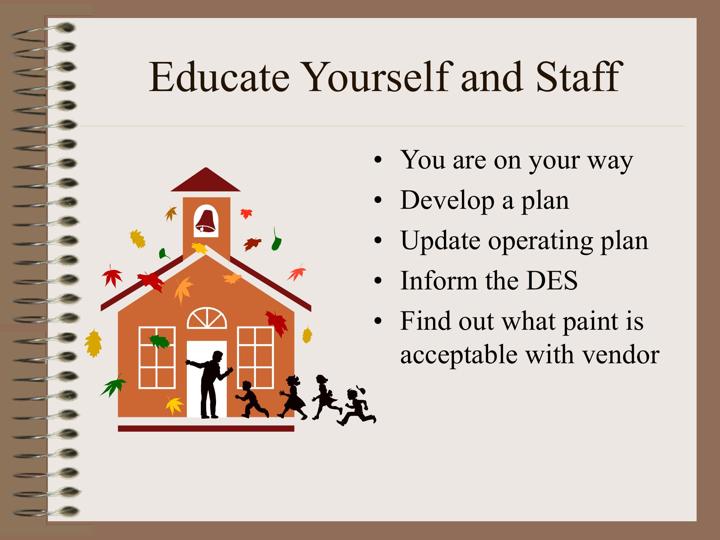 Educate Yourself and Staff
• You are on your way
• Develop a plan
• Update operating plan
• Inform the DES
• Find out what paint is
acceptable with vendor